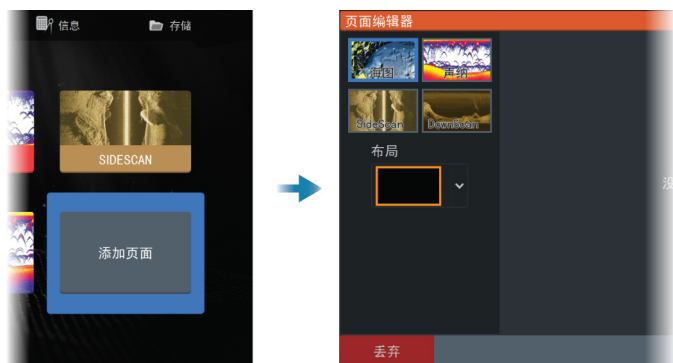 信息
存储
SIDESCAN
添加页面
页面编辑器
海图
声纳
SideScan
DownScan
布局
没
丢弃